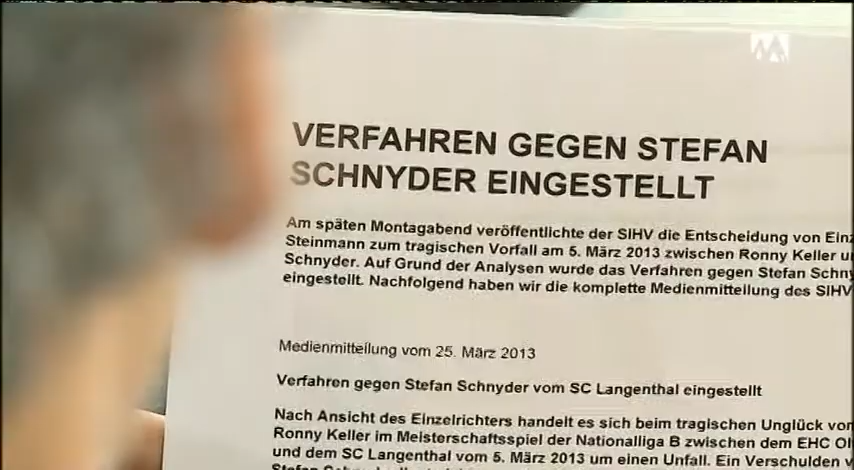 VERFAHREN GEGEN STEFAN
SCHNYDER EINGESTELLT
Am späten Montagabend veröffentlichte der SIHV die Entscheidung von
Steinmann zum tragischen Vorfall am 5. März 2013 zwischen Ronny Keller
Schnyder. Auf Grund der Analysen wurde das Verfahren gegen Stefan
eingestellt. Nachfolgend haben wir die komplette Medienmitteilung des SIHV
Medienmitteilung vom 25. März 2013
Verfahren gegen Stefan Schnyder vom SC Langenthal eingestellt
Nach Ansicht des Einzelrichters handelt es sich beim tragischen Unglück
Ronny Keller im Meisterschaftsspiel der Nationalliga B zwischen dem EHC
und dem SC Langenthal vom 5. März 2013 um einen Unfall. Ein Verschulden